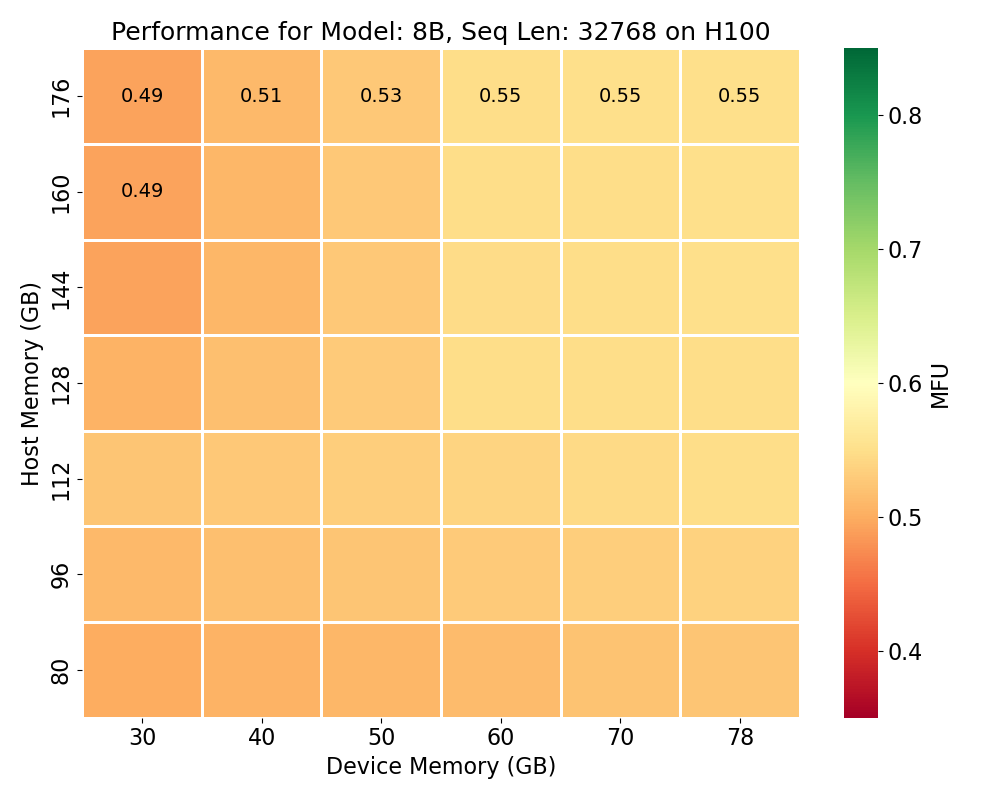 Performance for Model: 8B, Seq Len: 32768 on H100
176
0.49 0.51 0.53 0.55 0.55 0.55
160
0.49
144
128
112
96
80
Host Memory (GB)
30 40 50 60 70 78
Device Memory (GB)
0.8
0.7
0.6
0.5
0.4
MFU